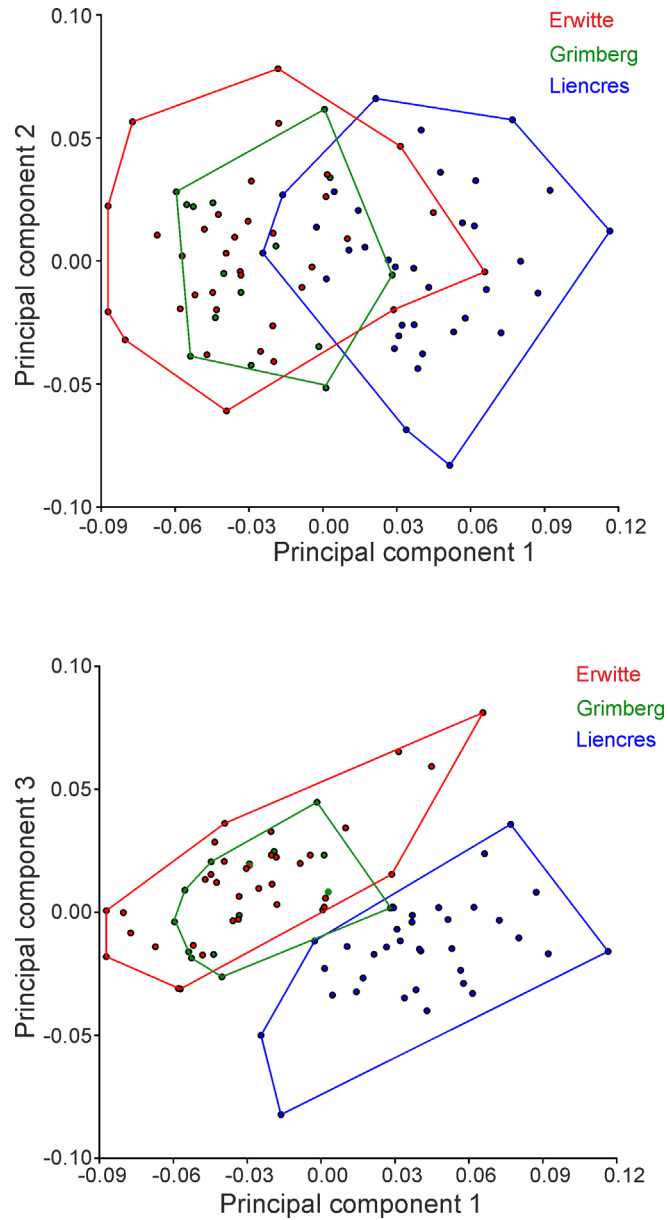 Erwitte
Grimberg
Liencres
Principal component 2
0.10
0.05
0.00
-0.05
-0.10
-0.09 -0.06 -0.03 0.00 0.03 0.06 0.09 0.12
Principal component 1
Erwitte
Grimberg
Liencres
Principal component 3
0.10
0.05
0.00
-0.05
-0.10
-0.09 -0.06 -0.03 0.00 0.03 0.06 0.09 0.12
Principal component 1